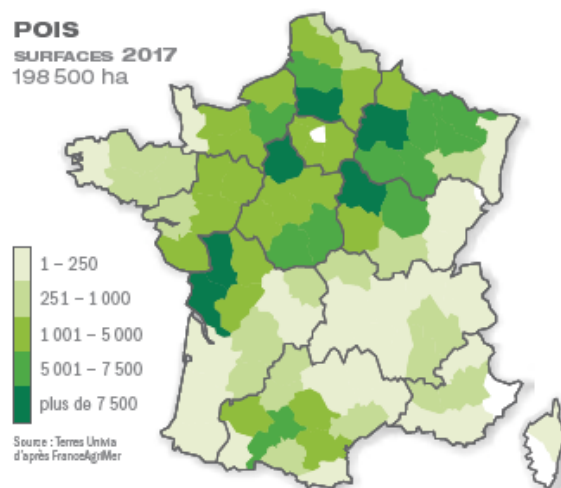 POIS
SURFACES 2017
198 500 ha
1 – 250
251 – 1 000
1 001 – 5 000
5 001 – 7 500
plus de 7 500
Source : Terres Univia
d'après FranceAgriMer